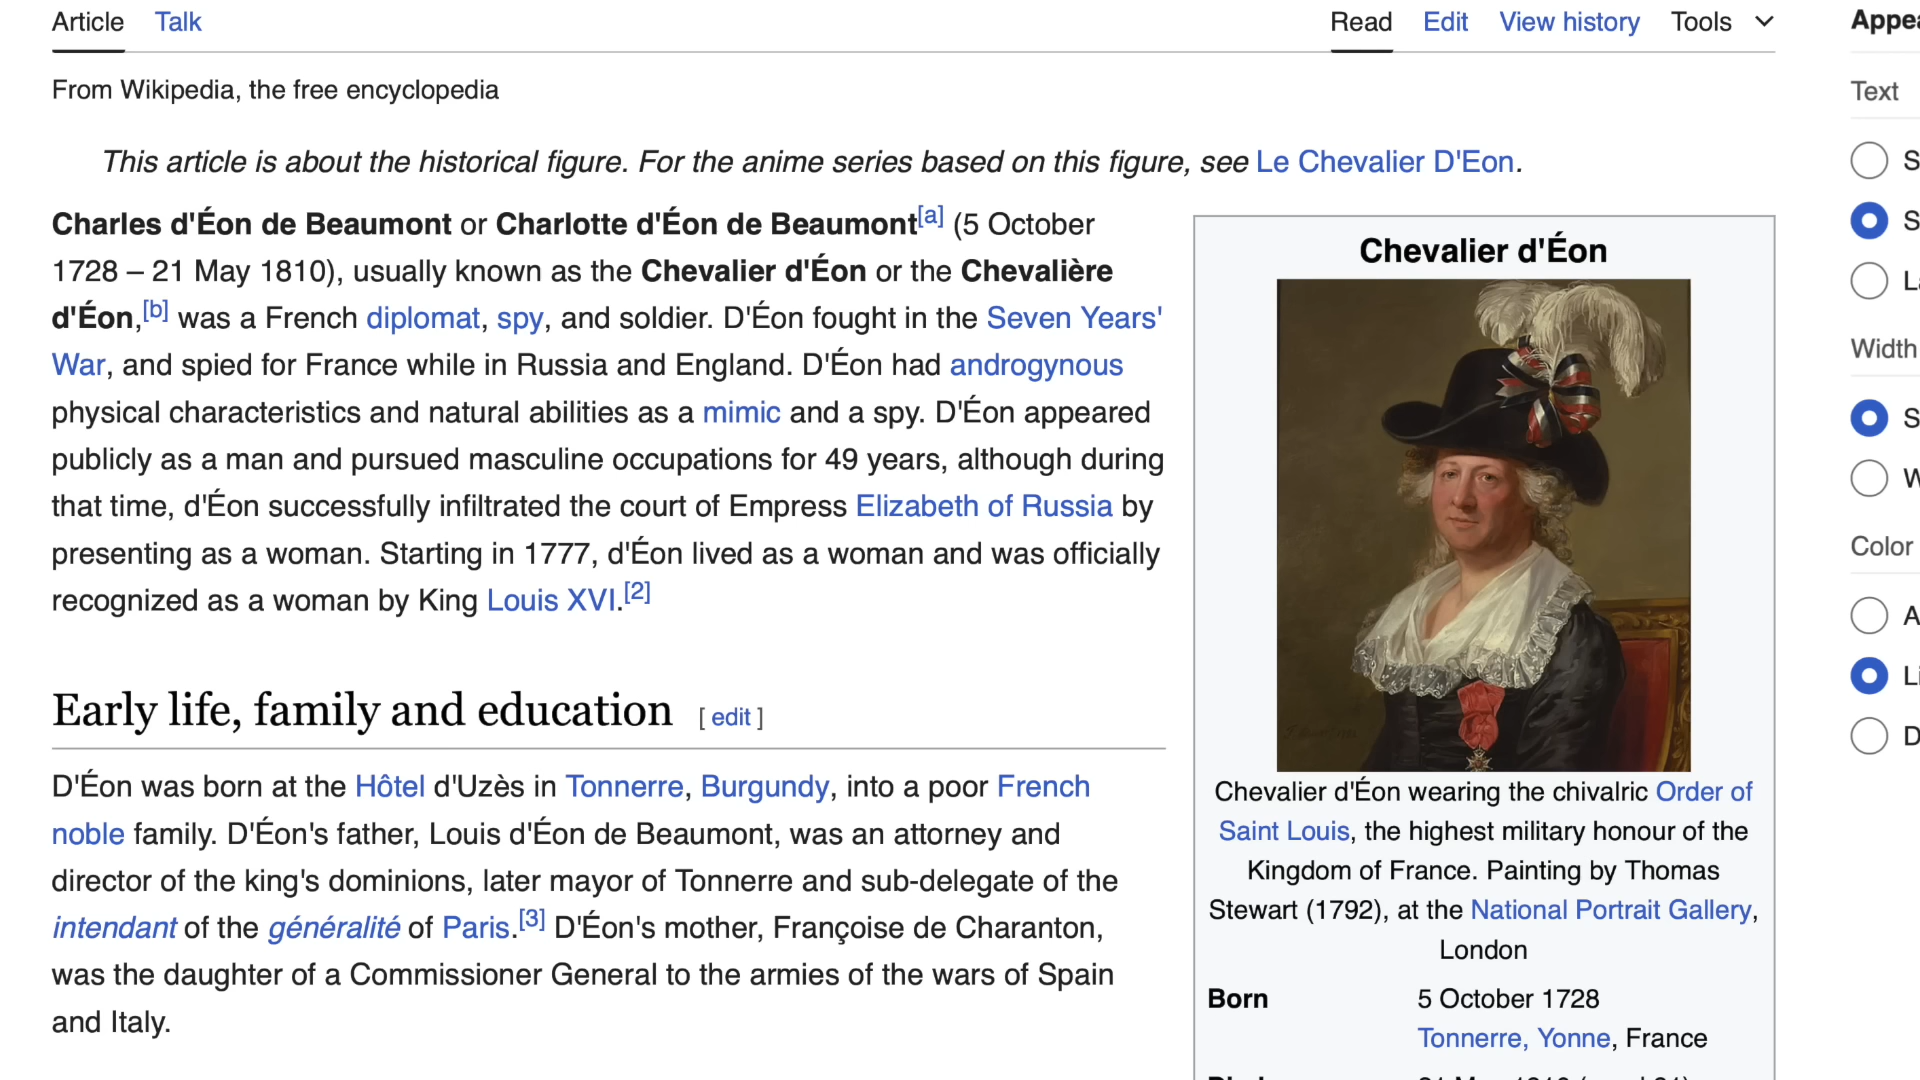 Article Talk Read Edit View history Tools
Appea
From Wikipedia, the free encyclopedia
Text
This article is about the historical figure. For the anime series based on this figure, see Le Chevalier D'Eon.
Charles d'Éon de Beaumont or Charlotte d'Éon de Beaumont[a] (5 October
1728 – 21 May 1810), usually known as the Chevalier d'Éon or the Chevalière
d'Éon,[b] was a French diplomat, spy, and soldier. D'Éon fought in the Seven Years'
War, and spied for France while in Russia and England. D'Éon had androgynous
physical characteristics and natural abilities as a mimic and a spy. D'Éon appeared
publicly as a man and pursued masculine occupations for 49 years, although during
that time, d'Éon successfully infiltrated the court of Empress Elizabeth of Russia by
presenting as a woman. Starting in 1777, d'Éon lived as a woman and was officially
recognized as a woman by King Louis XVI.[2]
Early life, family and education [ edit ]
D'Éon was born at the Hôtel d'Uzès in Tonnerre, Burgundy, into a poor French
noble family. D'Éon's father, Louis d'Éon de Beaumont, was an attorney and
director of the king's dominions, later mayor of Tonnerre and sub-delegate of the
intendant of the généralité of Paris.[3] D'Éon's mother, Françoise de Charanton,
was the daughter of a Commissioner General to the armies of the wars of Spain
and Italy.
Chevalier d'Éon
Chevalier d'Éon wearing the chivalric Order of
Saint Louis, the highest military honour of the
Kingdom of France. Painting by Thomas
Stewart (1792), at the National Portrait Gallery,
London
Born 5 October 1728
Tonnerre, Yonne, France
S
S
La
Width
S
W
Color
A
Li
D